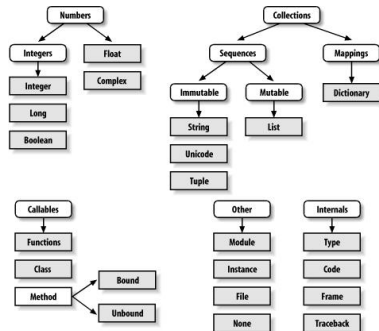 Numbers
Collections
Integers
Float
Sequences
Mappings
Integer
Complex
Immutable
Mutable
Dictionary
Long
String
List
Boolean
Unicode
Tuple
Callables
Other
Internals
Functions
Module
Type
Class
Bound
Instance
Code
Method
File
Frame
Unbound
None
Traceback